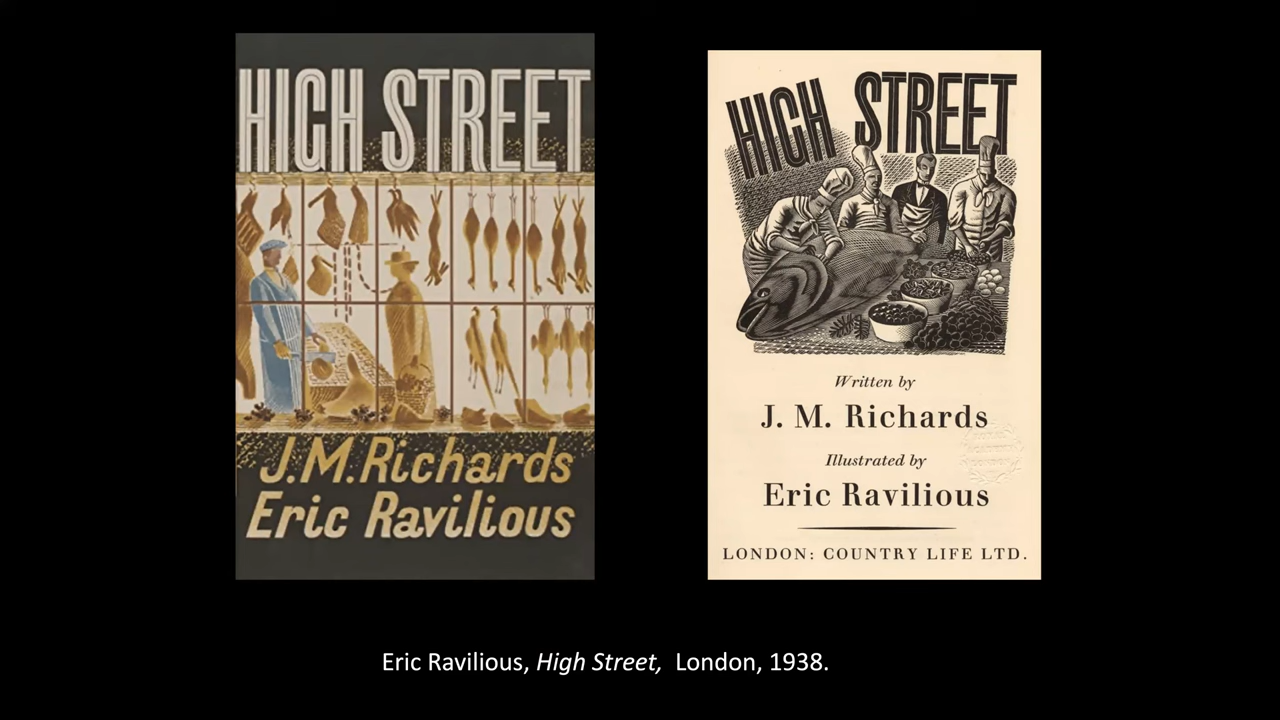 HIGH STREET
J.M.Richards
Eric Ravilious
HIGH STREET
Written by
J. M. Richards
Illustrated by
Eric Ravilious
LONDON: COUNTRY LIFE LTD.
Eric Ravilious, High Street, London, 1938.